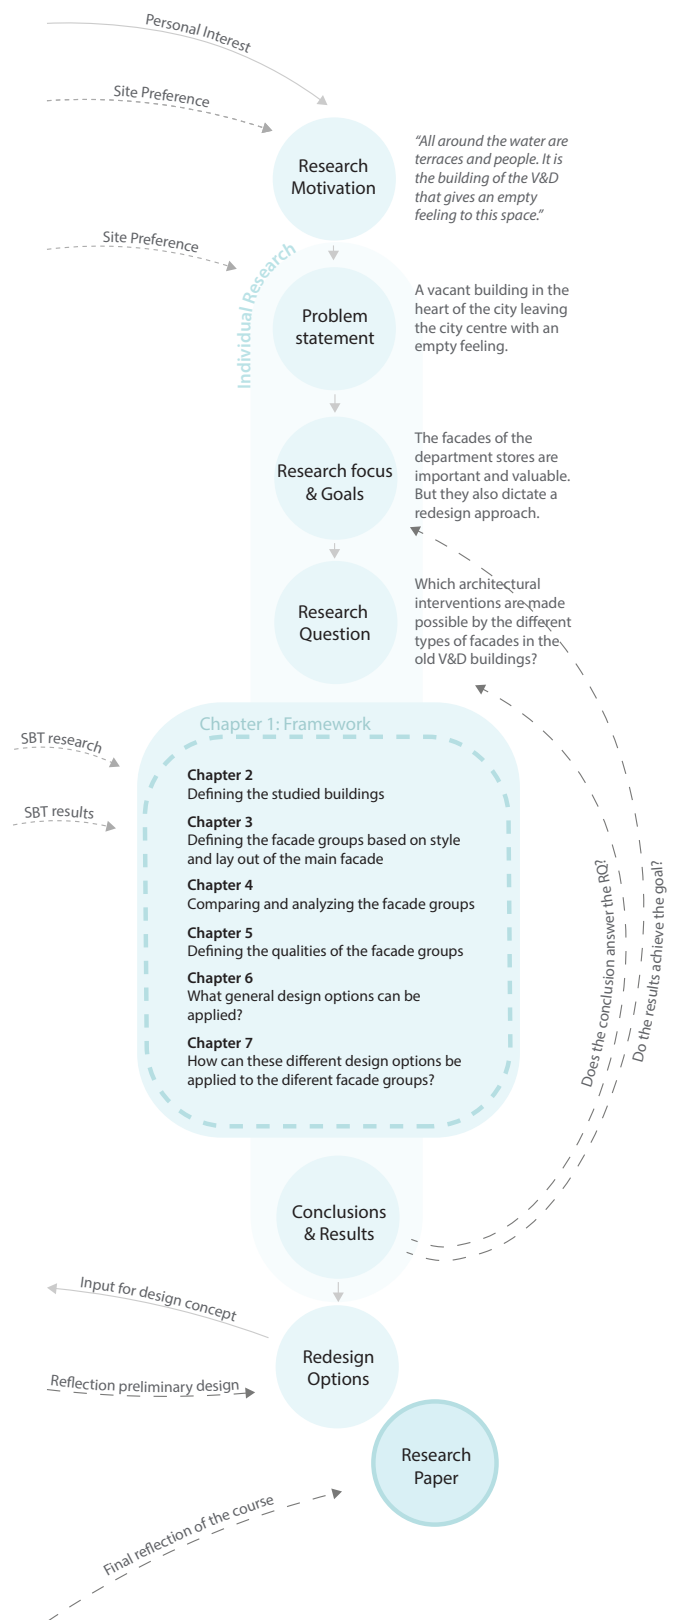 Personal Interest
Site Preference
Research
Motivation
“All around the water are
terraces and people. It is
the building of the V&D
that gives an empty
feeling to this space.”
Site Preference
Individual Research
Problem
statement
A vacant building in the
heart of the city leaving
the city centre with an
empty feeling.
Research focus
& Goals
The facades of the
department stores are
important and valuable.
But they also dictate a
redesign approach.
Research
Question
Which architectural
interventions are made
possible by the different
types of facades in the
old V&D buildings?
SBT research
SBT results
Chapter 1: Framework
Chapter 2
Defining the studied buildings
Chapter 3
Defining the facade groups based on style
and lay out of the main facade
Chapter 4
Comparing and analyzing the facade groups
Chapter 5
Defining the qualities of the facade groups
Chapter 6
What general design options can be
applied?
Chapter 7
How can these different design options be
applied to the diferent facade groups?
Does the conclusion answer the RQ?
Do the results achieve the goal?
Conclusions
& Results
Input for design concept
Redesign
Options
Reflection preliminary design
Research
Paper
Final reflection of the course